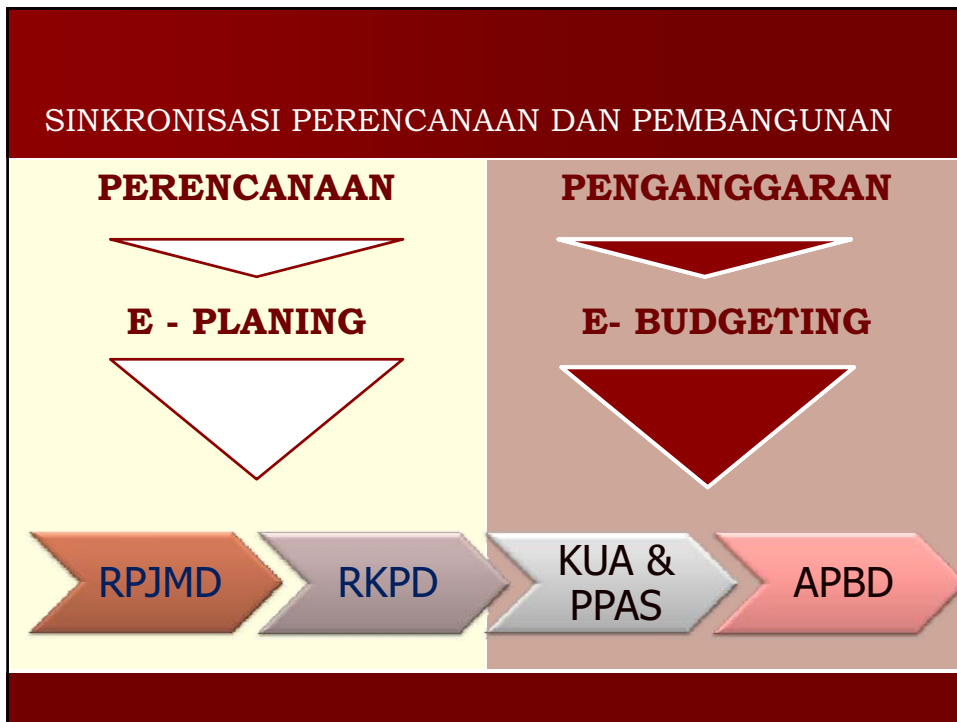 SINKRONISASI PERENCANAAN DAN PEMBANGUNAN
PERENCANAAN
E - PLANING
PENGANGGARAN
E- BUDGETING
RPJMD
RKPD
KUA &
PPAS
APBD